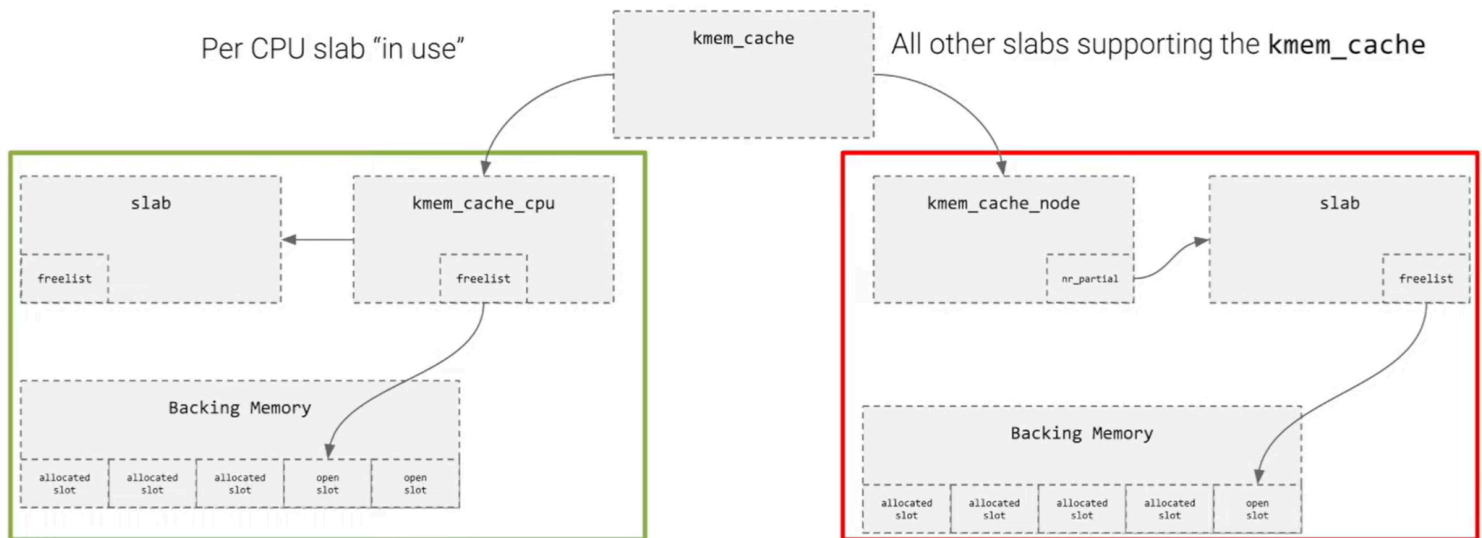 Per CPU slab “in use”
kmem_cache
All other slabs supporting the kmem_cache
slab
freelist
kmem_cache_cpu
freelist
Backing Memory
allocated
slot
allocated
slot
allocated
slot
open
slot
open
slot
kmem_cache_node
nr_partial
slab
freelist
Backing Memory
allocated
slot
allocated
slot
allocated
slot
allocated
slot
open
slot